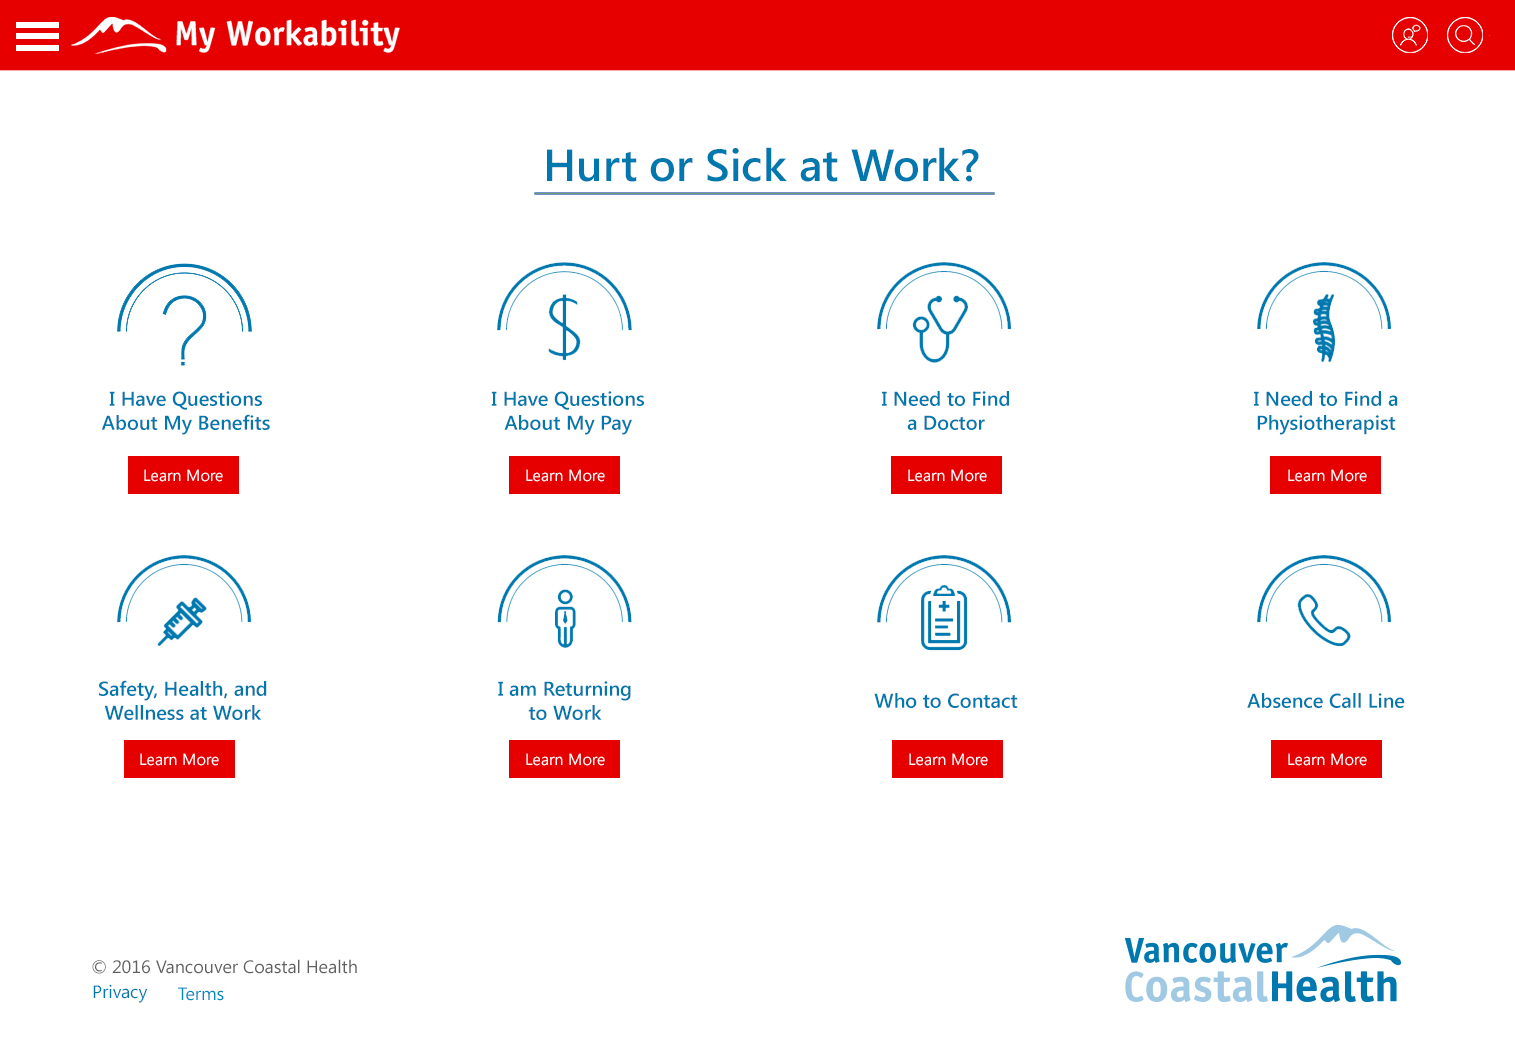 My Workability
Hurt or Sick at Work?
I Have Questions
About My Benefits
Learn More
I Have Questions
About My Pay
Learn More
I Need to Find
a Doctor
Learn More
I Need to Find a
Physiotherapist
Learn More
Safety, Health, and
Wellness at Work
Learn More
I am Returning
to Work
Learn More
Who to Contact
Learn More
Absence Call Line
Learn More
© 2016 Vancouver Coastal Health
Privacy Terms
Vancouver
CoastalHealth